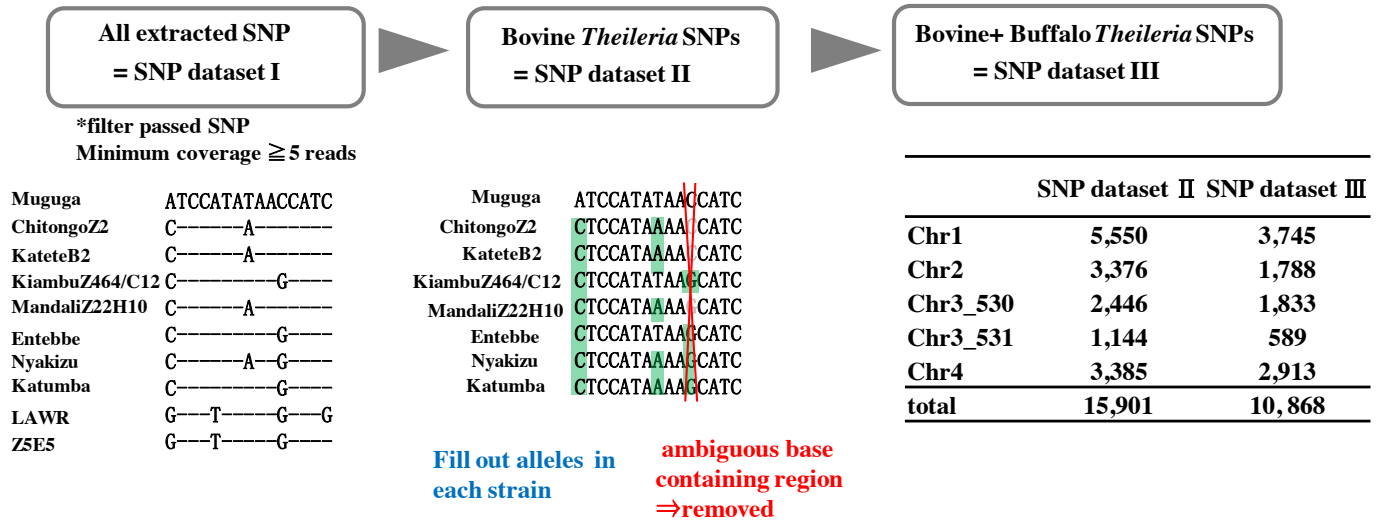 All extracted SNP
= SNP dataset I
Bovine Theileria SNPs
= SNP dataset II
Bovine+ Buffalo Theileria SNPs
= SNP dataset III
*filter passed SNP
Minimum coverage ≧5 reads
Muguga ATCCATATAACCATC
ChitongoZ2 C------A-------
KateteB2 C------A-------
KiambuZ464/C12 C---------G----
MandaliZ22H10 C------A-------
Entebbe C---------G----
Nyakizu C------A--G----
Katumba C---------G----
LAWR G---T-----G---G
Z5E5 G---T-----G----
Muguga ATCCATATAACCATC
ChitongoZ2 CTCCATAAAACCATC
KateteB2 CTCCATAAAACCATC
KiambuZ464/C12 CTCCATATAAGCATC
MandaliZ22H10 CTCCATAAAACCATC
Entebbe CTCCATATAAGCATC
Nyakizu CTCCATAAAAGCATC
Katumba CTCCATAAAAGCATC
Fill out alleles in
each strain
ambiguous base
containing region
⇒removed
SNP dataset Ⅱ SNP dataset Ⅲ
Chr1 5,550 3,745
Chr2 3,376 1,788
Chr3_530 2,446 1,833
Chr3_531 1,144 589
Chr4 3,385 2,913
total 15,901 10,868